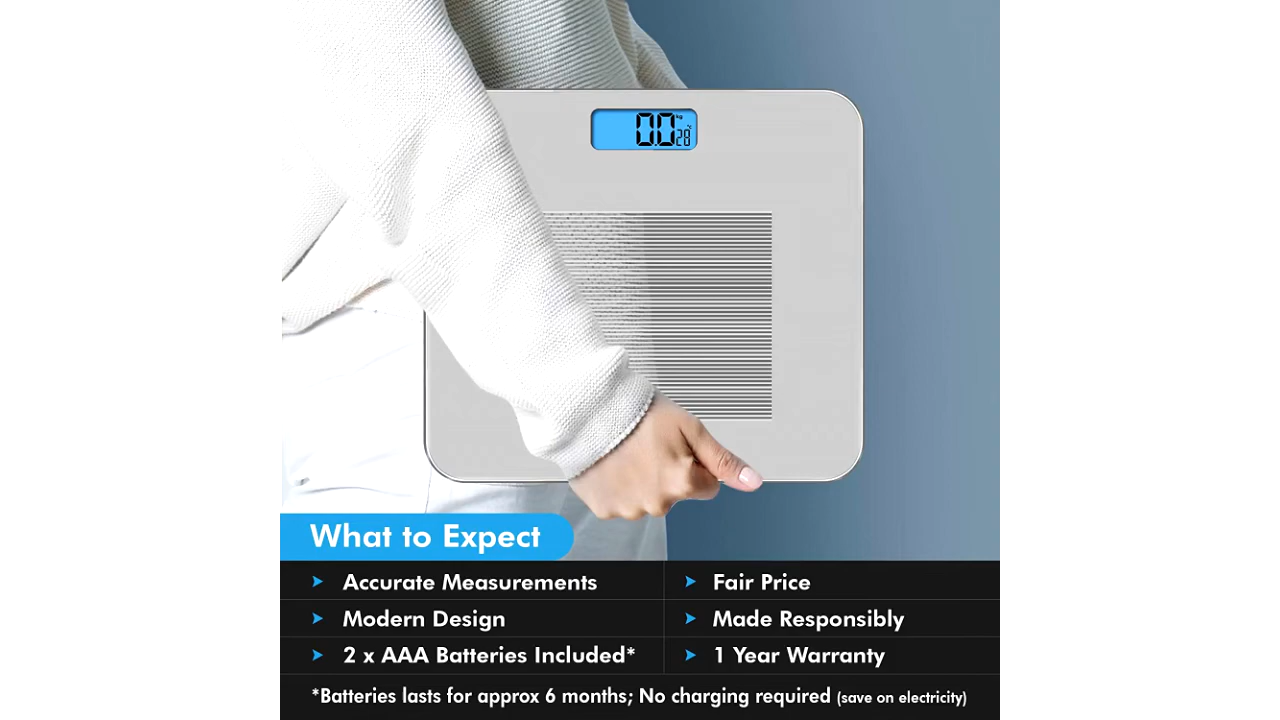 0.0 kg
28 °C
What to Expect
Accurate Measurements
Fair Price
Modern Design
Made Responsibly
2 x AAA Batteries Included*
1 Year Warranty
*Batteries lasts for approx 6 months; No charging required (save on electricity)